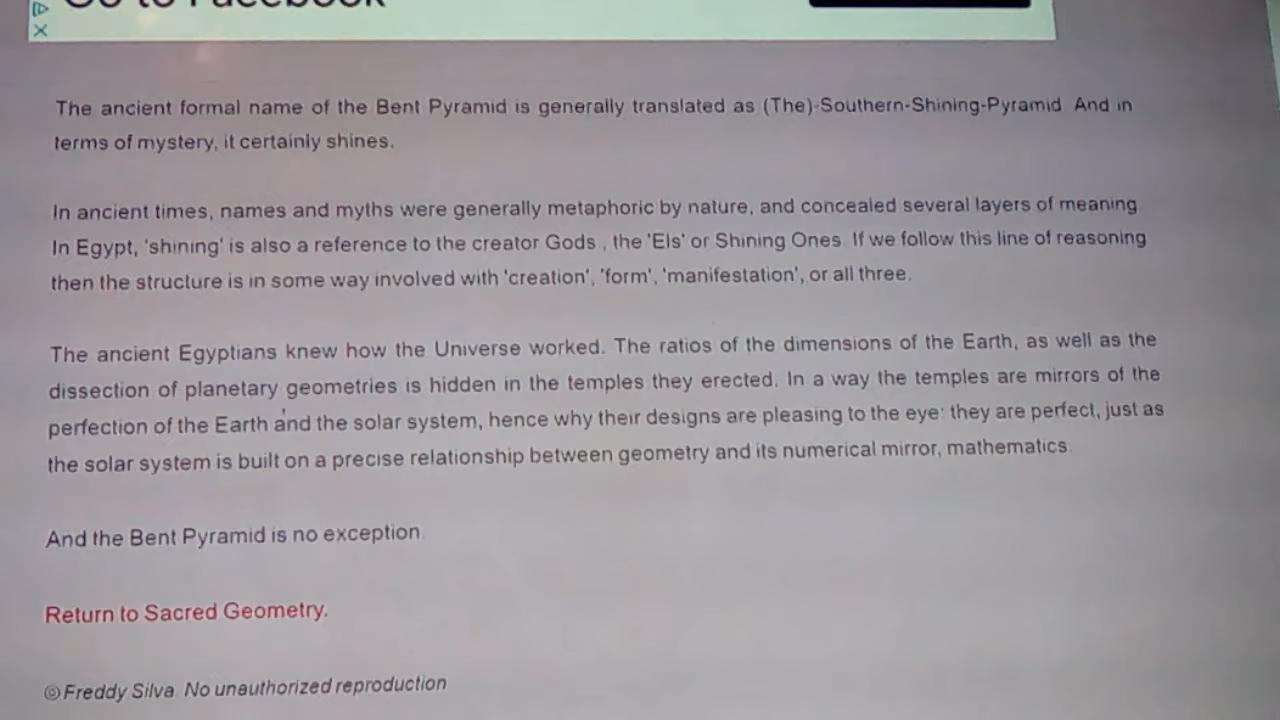 Go to Facebook
The ancient formal name of the Bent Pyramid is generally translated as (The)-Southern-Shining-Pyramid. And in
terms of mystery, it certainly shines.
In ancient times, names and myths were generally metaphoric by nature, and concealed several layers of meaning.
In Egypt, 'shining' is also a reference to the creator Gods , the 'Els' or Shining Ones. If we follow this line of reasoning
then the structure is in some way involved with 'creation', 'form', 'manifestation', or all three.
The ancient Egyptians knew how the Universe worked. The ratios of the dimensions of the Earth, as well as the
dissection of planetary geometries is hidden in the temples they erected. In a way the temples are mirrors of the
perfection of the Earth and the solar system, hence why their designs are pleasing to the eye: they are perfect, just as
the solar system is built on a precise relationship between geometry and its numerical mirror, mathematics.
And the Bent Pyramid is no exception.
Return to Sacred Geometry.
© Freddy Silva. No unauthorized reproduction